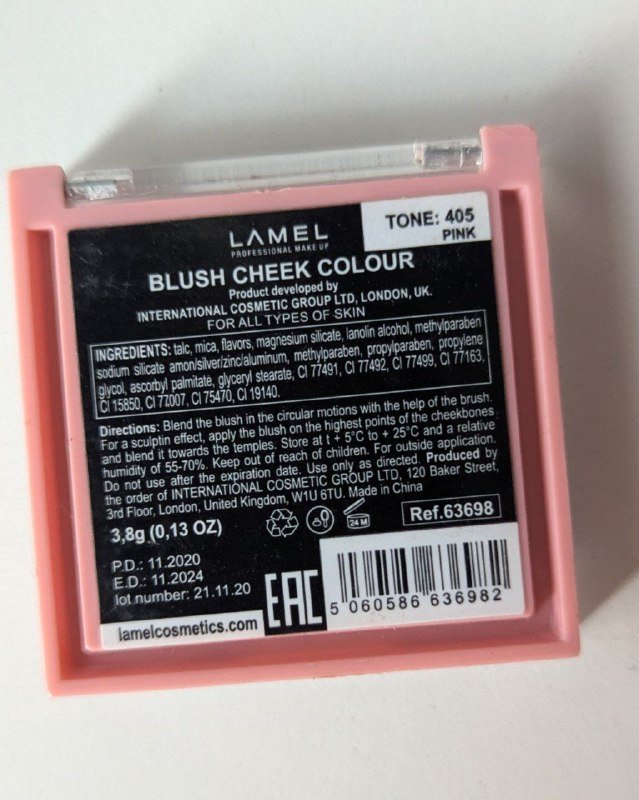 LAMEL
PROFESSIONAL MAKE UP
TONE: 405
PINK
BLUSH CHEEK COLOUR
Product developed by
INTERNATIONAL COSMETIC GROUP LTD, LONDON, UK.
FOR ALL TYPES OF SKIN
INGREDIENTS: talc, mica, flavors, magnesium silicate, lanolin alcohol, methylparaben
sodium silicate amon/silver/zinc/aluminum, methylparaben, propylparaben, propylene
glycol, ascorbyl palmitate, glyceryl stearate, CI 77491, CI 77492, CI 77499, CI 77163,
CI 15850, CI 77007, CI 75470, CI 19140.
Directions: Blend the blush in the circular motions with the help of the brush.
For a sculptin effect, apply the blush on the highest points of the cheekbones
and blend it towards the temples. Store at t + 5°C to + 25°C and a relative
humidity of 55-70%. Keep out of reach of children. For outside application.
Do not use after the expiration date. Use only as directed. Produced by
the order of INTERNATIONAL COSMETIC GROUP LTD, 120 Baker Street,
3rd Floor, London, United Kingdom, W1U 6TU. Made in China
3,8g (0,13 OZ)
24 M
Ref.63698
P.D.: 11.2020
E.D.: 11.2024
lot number: 21.11.20
EAC
5 060586 636982
lamelcosmetics.com